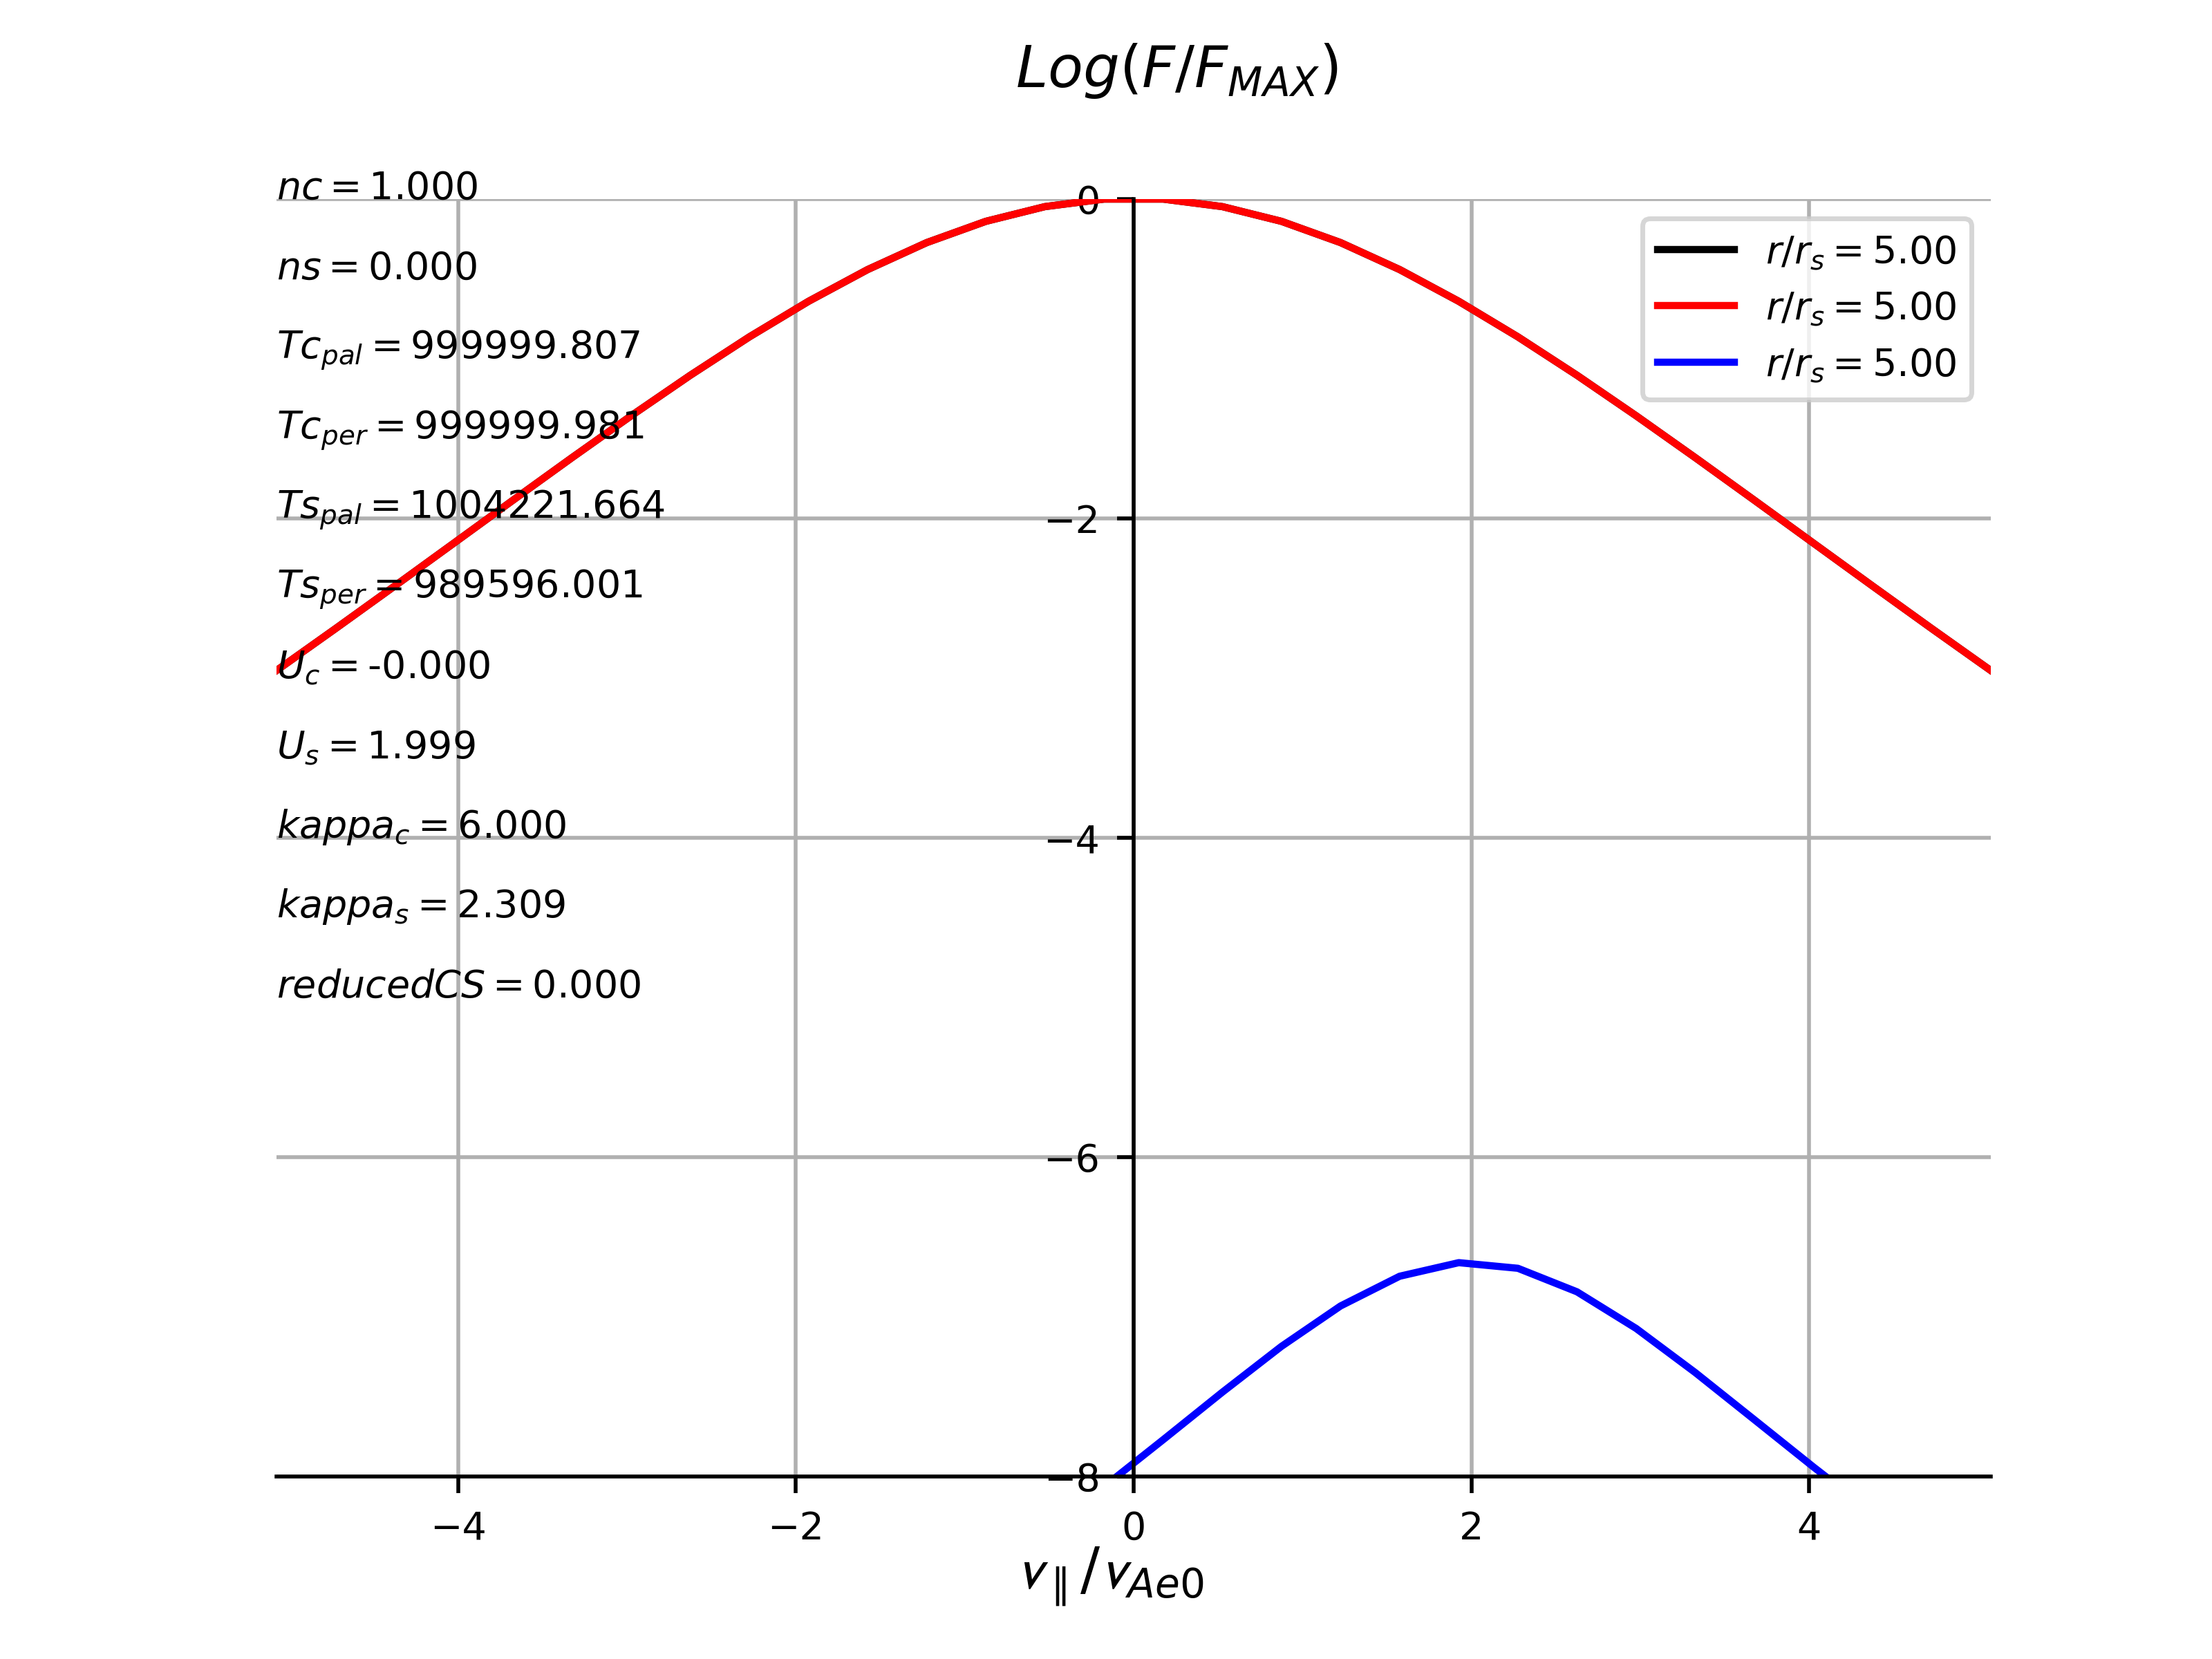 Log(F/F_MAX)
nc = 1.000
ns = 0.000
Tc_pal = 999999.807
Tc_per = 999999.981
Ts_pal = 1004221.664
Ts_per = 989596.001
U_c = -0.000
U_s = 1.999
kappa_c = 6.000
kappa_s = 2.309
reducedCS = 0.000
0
−2
−4
−6
−8
r/r_s = 5.00
r/r_s = 5.00
r/r_s = 5.00
−4 −2 0 2 4
v_∥/v_Ae0